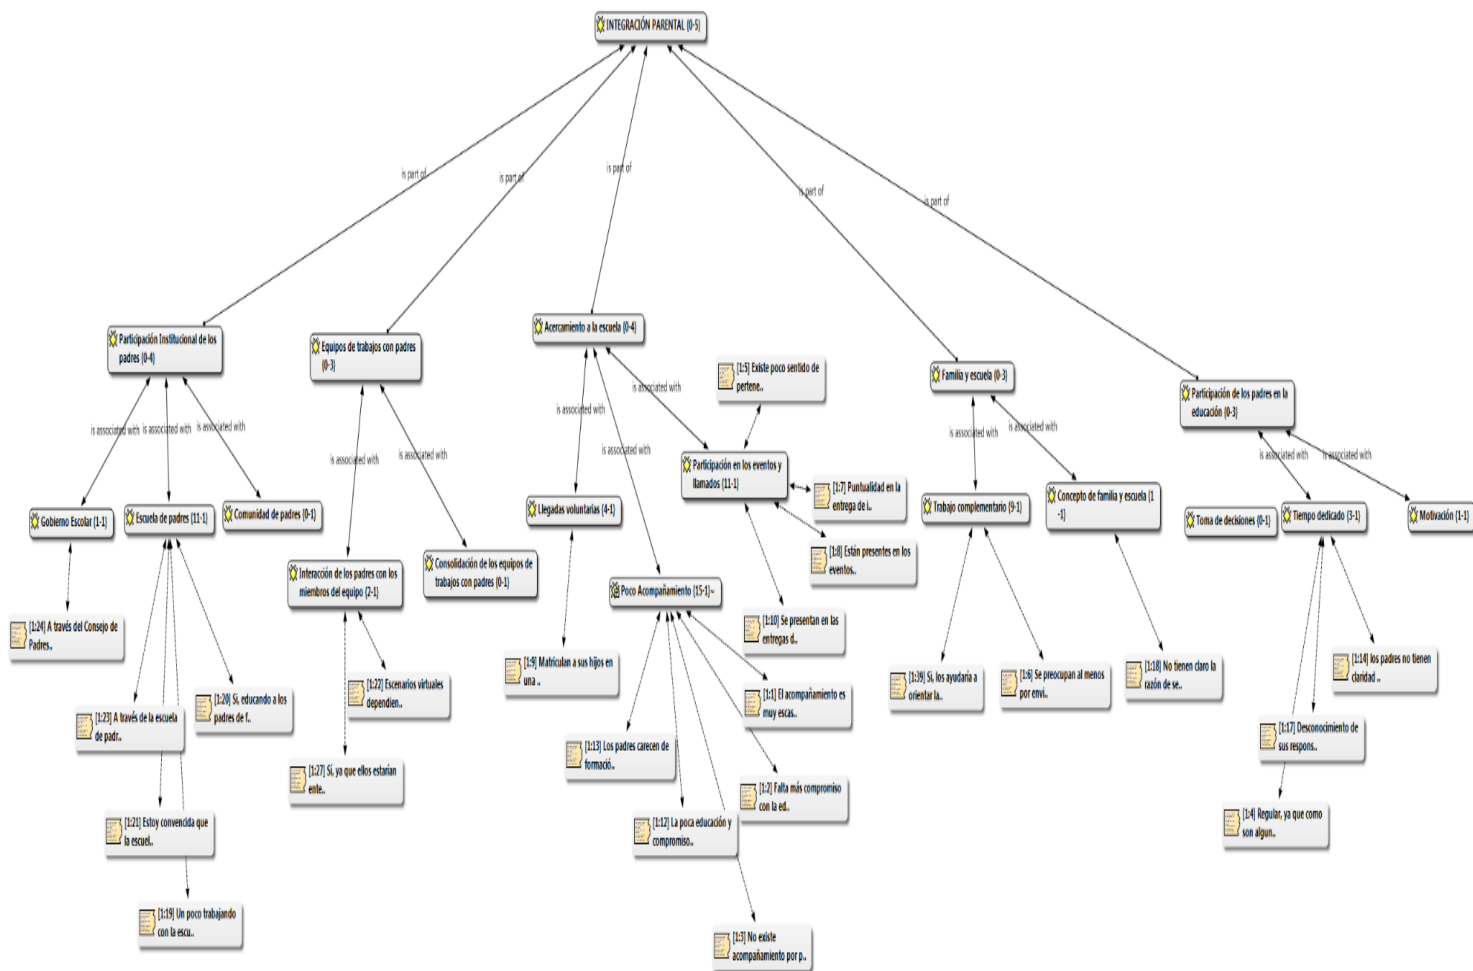 INTEGRACIÓN PARENTAL {0-5}
is part of
is part of
is part of
is part of
is part of
Participación Institucional de los
padres {0-4}
Equipos de trabajos con padres
{0-3}
Acercamiento a la escuela {0-4}
Familia y escuela {0-3}
Participación de los padres en la
educación {0-3}
is associated with
is associated with
is associated with
is associated with
is associated with
is associated with
is associated with
is associated with
is associated with
is associated with
is associated with
is associated with
Gobierno Escolar {1-1}
Escuela de padres {11-1}
Comunidad de padres {0-1}
Interacción de los padres con los
miembros del equipo {2-1}
Consolidación de los equipos de
trabajos con padres {0-1}
Llegadas voluntarias {4-1}
Poco Acompañamiento {15-1}~
Participación en los eventos y
llamados {11-1}
Trabajo complementario {9-1}
Concepto de familia y escuela {1
-1}
Toma de decisiones {0-1}
Tiempo dedicado {3-1}
Motivación {1-1}
[1:24] A través del Consejo de
Padres..
[1:23] A través de la escuela
de padr..
[1:20] Si, educando a los
padres de f..
[1:21] Estoy convencida que
la escuel..
[1:19] Un poco trabajando
con la escu..
[1:22] Escenarios virtuales
dependien..
[1:27] Sí, ya que ellos estarían
ente..
[1:9] Matriculan a sus hijos en
una ..
[1:5] Existe poco sentido de
pertene..
[1:7] Puntualidad en la
entrega de i..
[1:8] Están presentes en los
eventos..
[1:10] Se presentan en las
entregas d..
[1:1] El acompañamiento es
muy escas..
[1:13] Los padres carecen de
formació..
[1:2] Falta más compromiso
con la ed..
[1:12] La poca educación y
compromiso..
[1:3] No existe
acompañamiento por p..
[1:39] Si, los ayudaría a
orientar la..
[1:6] Se preocupan al menos
por envi..
[1:18] No tienen claro la
razón de se..
[1:14] los padres no tienen
claridad ..
[1:17] Desconocimiento de
sus respons..
[1:4] Regular, ya que como
son algun..